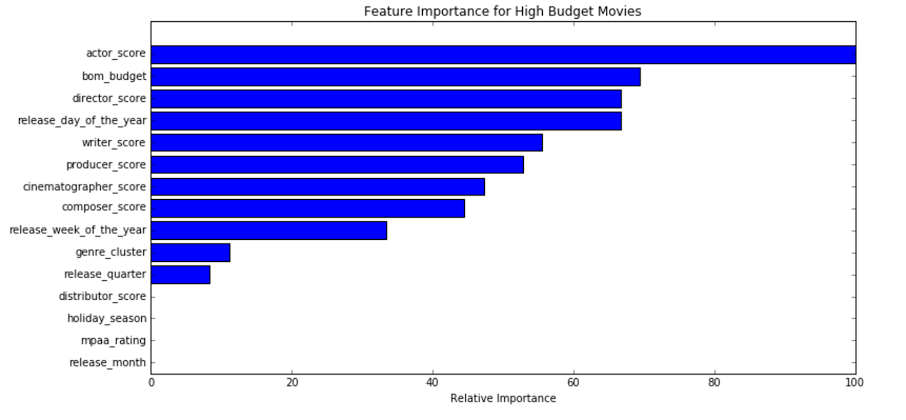 Feature Importance for High Budget Movies
actor_score
bom_budget
director_score
release_day_of_the_year
writer_score
producer_score
cinematographer_score
composer_score
release_week_of_the_year
genre_cluster
release_quarter
distributor_score
holiday_season
mpaa_rating
release_month
0 20 40 60 80 100
Relative Importance